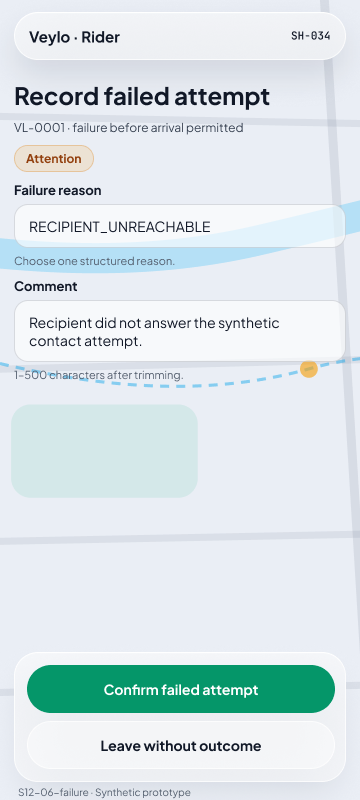 Veylo · Rider
SH-034
Record failed attempt
VL-0001 · failure before arrival permitted
Attention
Failure reason
RECIPIENT_UNREACHABLE
Choose one structured reason.
Comment
Recipient did not answer the synthetic
contact attempt.
1–500 characters after trimming.
Confirm failed attempt
Leave without outcome
S12-06-failure · Synthetic prototype